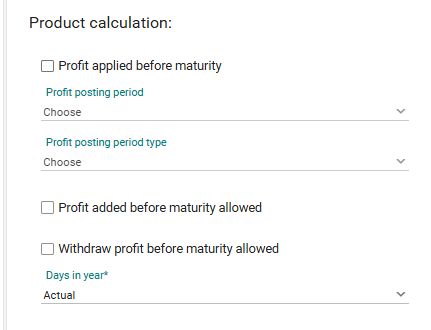 Product calculation:
Profit applied before maturity
Profit posting period
Choose
Profit posting period type
Choose
Profit added before maturity allowed
Withdraw profit before maturity allowed
Days in year*
Actual